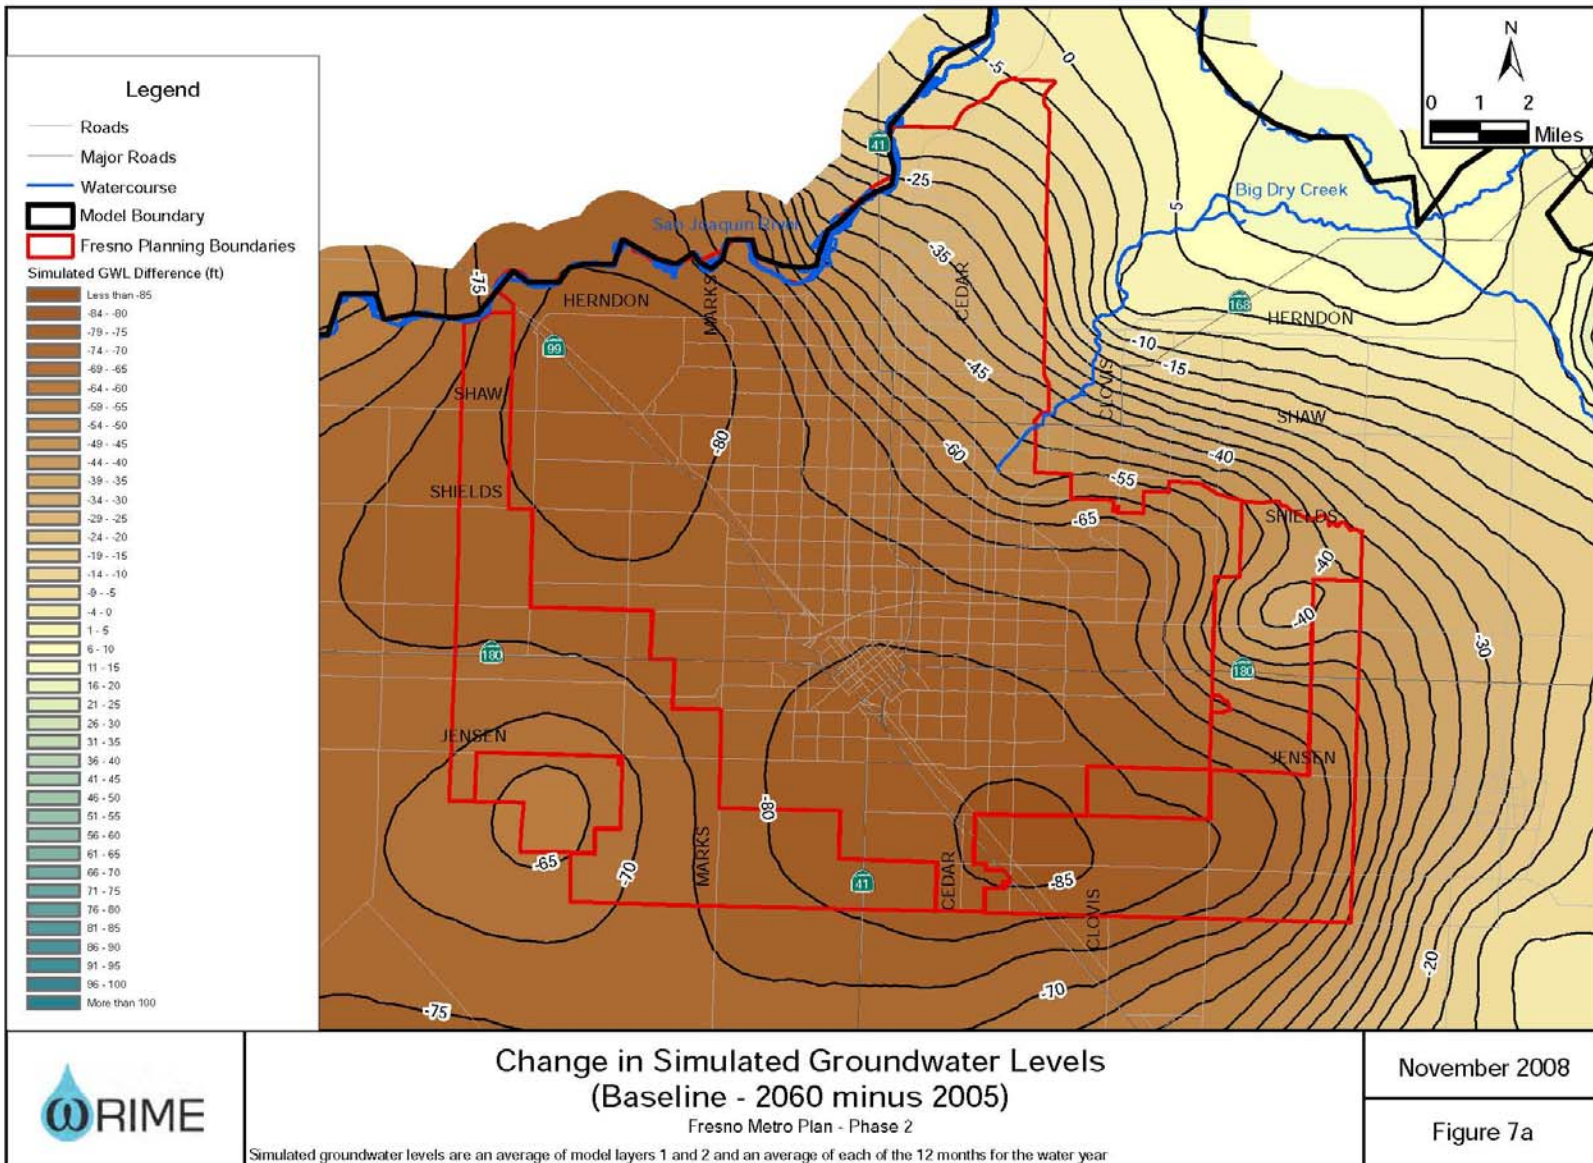 Legend
Roads
Major Roads
Watercourse
Model Boundary
Fresno Planning Boundaries
Simulated GWL Difference (ft)
Less than -85
-84 - -80
-79 - -75
-74 - -70
-69 - -65
-64 - -60
-59 - -55
-54 - -50
-49 - -45
-44 - -40
-39 - -35
-34 - -30
-29 - -25
-24 - -20
-19 - -15
-14 - -10
-9 - -5
-4 - 0
1 - 5
6 - 10
11 - 15
16 - 20
21 - 25
26 - 30
31 - 35
36 - 40
41 - 45
46 - 50
51 - 55
56 - 60
61 - 65
66 - 70
71 - 75
76 - 80
81 - 85
86 - 90
91 - 95
96 - 100
More than 100
N
0 1 2
Miles
-5
0
41
-25
5
Big Dry Creek
San Joaquin River
-35
-75
HERNDON
MARKS
CEDAR
168
HERNDON
99
-10
-15
-45
SHAW
CLOVIS
SHAW
-80
-60
-40
-55
SHIELDS
-65
SHIELDS
-40
-40
-30
180
180
JENSEN
JENSEN
-80
-65
-70
MARKS
41
CEDAR
-85
CLOVIS
-20
-70
-75
WRIME
Change in Simulated Groundwater Levels
(Baseline - 2060 minus 2005)
Fresno Metro Plan - Phase 2
Simulated groundwater levels are an average of model layers 1 and 2 and an average of each of the 12 months for the water year
November 2008
Figure 7a